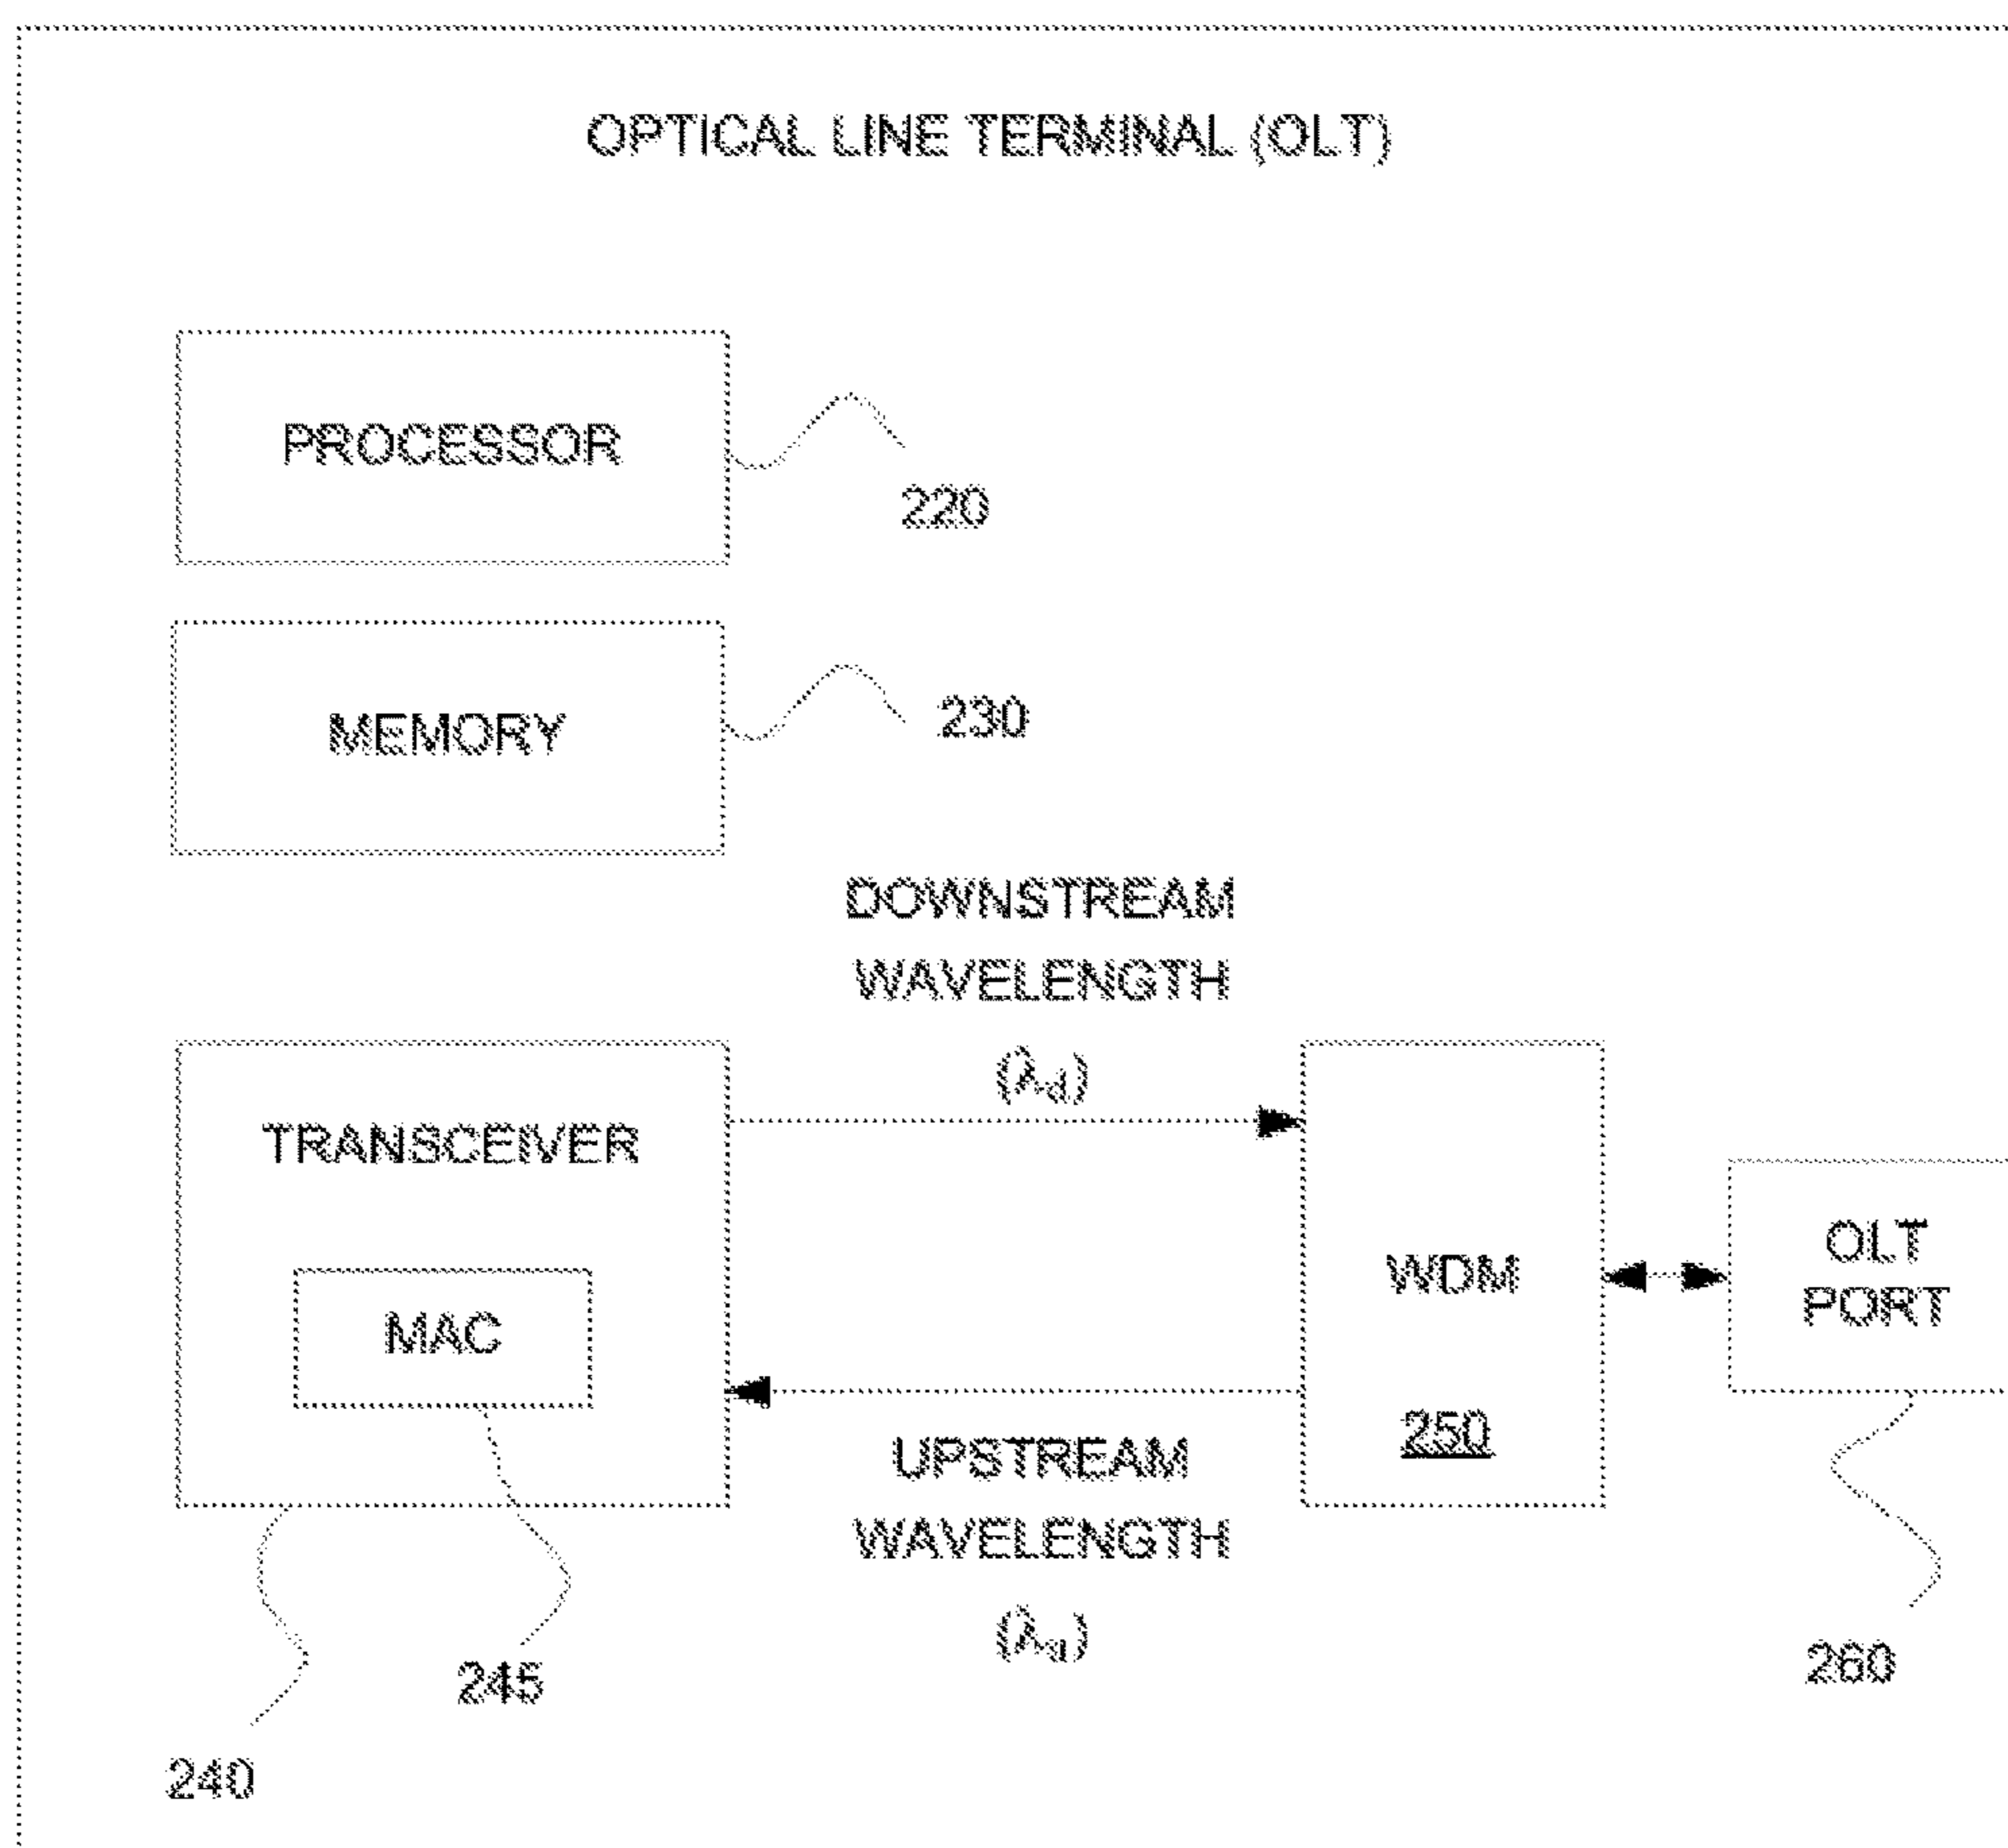 OPTICAL LINE TERMINAL (OLT)
PROCESSOR
220
MEMORY
230
DOWNSTREAM
WAVELENGTH
(λd)
TRANSCEIVER
MAC
WDM
250
OLT
PORT
UPSTREAM
WAVELENGTH
(λu)
245
240
260